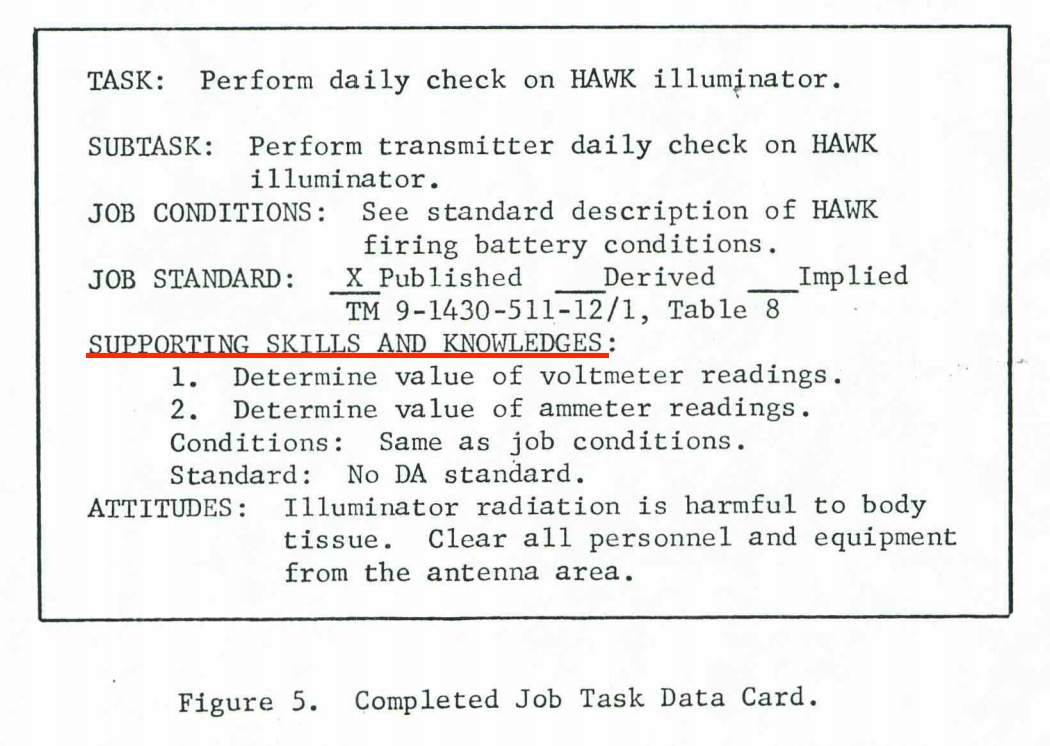 TASK: Perform daily check on HAWK illuminator.
SUBTASK: Perform transmitter daily check on HAWK
illuminator.
JOB CONDITIONS: See standard description of HAWK
firing battery conditions.
JOB STANDARD: _X_Published ___Derived ___Implied
TM 9-1430-511-12/1, Table 8
SUPPORTING SKILLS AND KNOWLEDGES:
1. Determine value of voltmeter readings.
2. Determine value of ammeter readings.
Conditions: Same as job conditions.
Standard: No DA standard.
ATTITUDES: Illuminator radiation is harmful to body
tissue. Clear all personnel and equipment
from the antenna area.
Figure 5. Completed Job Task Data Card.